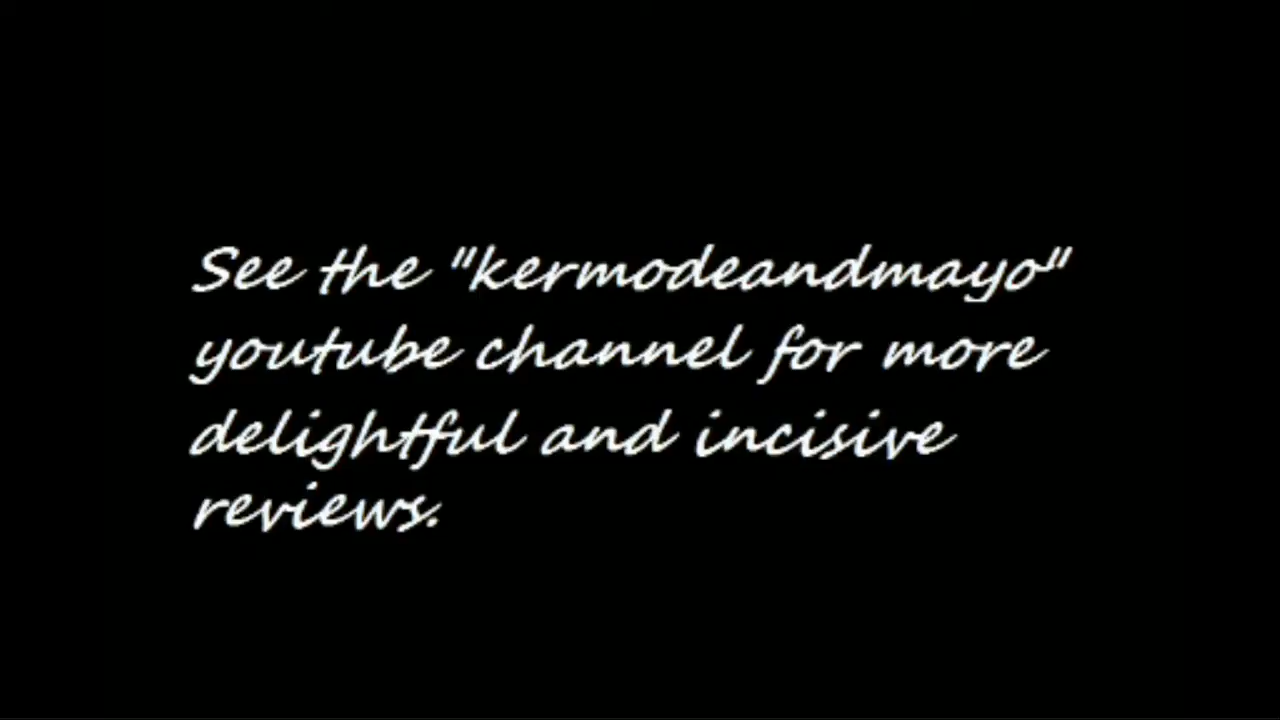 See the "kermodeandmayo"
youtube channel for more
delightful and incisive
reviews.